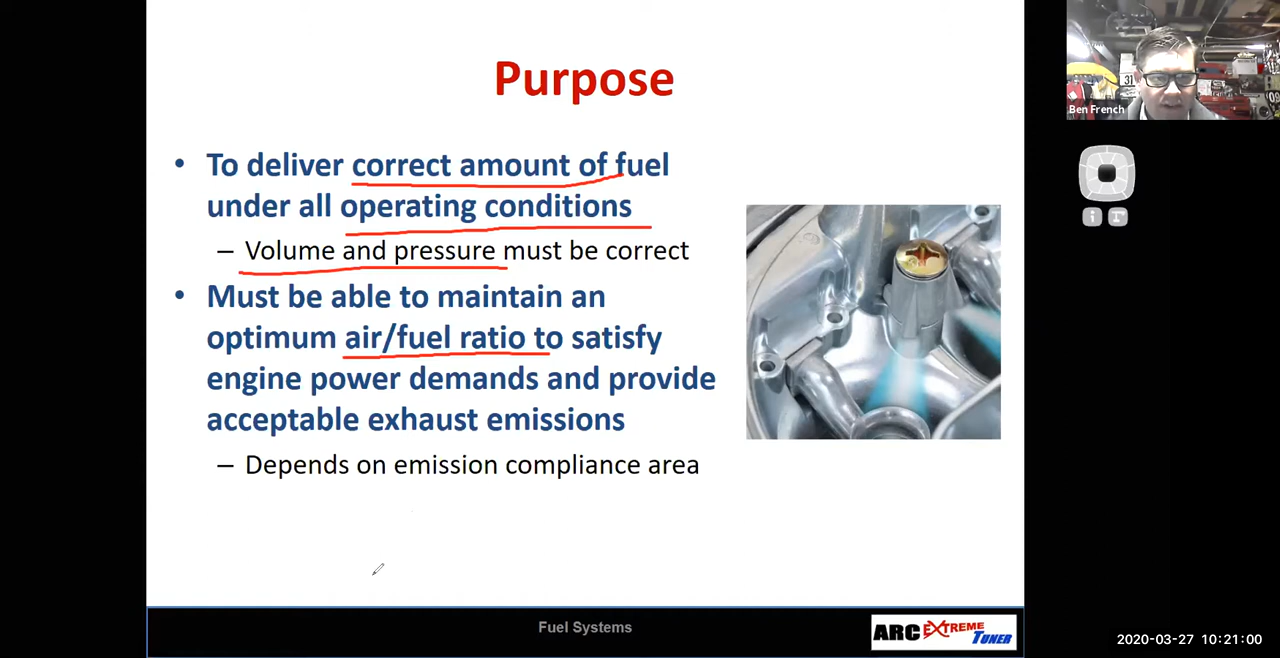 Purpose
• To deliver correct amount of fuel
under all operating conditions
– Volume and pressure must be correct
• Must be able to maintain an
optimum air/fuel ratio to satisfy
engine power demands and provide
acceptable exhaust emissions
– Depends on emission compliance area
Fuel Systems
ARC EXTREME
TUNER
31
09
Ben French
2020-03-27 10:21:00